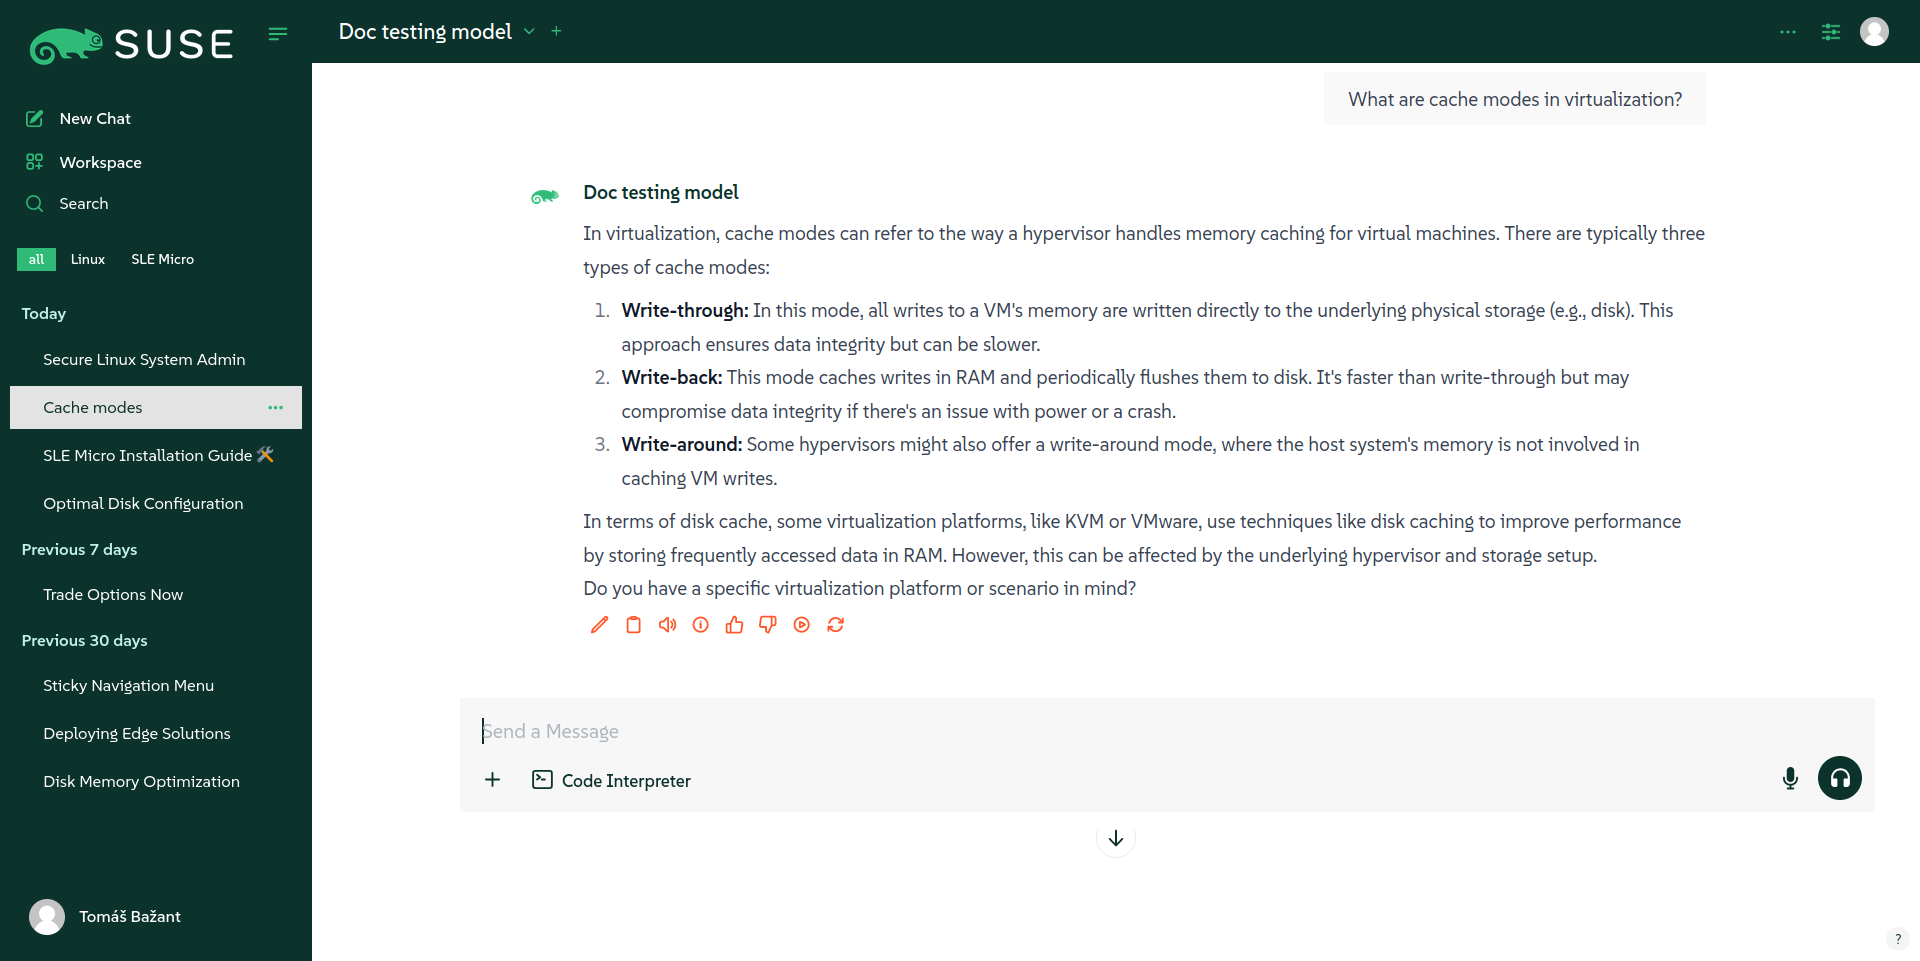 SUSE
New Chat
Workspace
Search
all Linux SLE Micro
Today
Secure Linux System Admin
Cache modes
SLE Micro Installation Guide 🛠️
Optimal Disk Configuration
Previous 7 days
Trade Options Now
Previous 30 days
Sticky Navigation Menu
Deploying Edge Solutions
Disk Memory Optimization
Tomáš Bažant
Doc testing model
What are cache modes in virtualization?
Doc testing model
In virtualization, cache modes can refer to the way a hypervisor handles memory caching for virtual machines. There are typically three
types of cache modes:
1. Write-through: In this mode, all writes to a VM's memory are written directly to the underlying physical storage (e.g., disk). This
approach ensures data integrity but can be slower.
2. Write-back: This mode caches writes in RAM and periodically flushes them to disk. It's faster than write-through but may
compromise data integrity if there's an issue with power or a crash.
3. Write-around: Some hypervisors might also offer a write-around mode, where the host system's memory is not involved in
caching VM writes.
In terms of disk cache, some virtualization platforms, like KVM or VMware, use techniques like disk caching to improve performance
by storing frequently accessed data in RAM. However, this can be affected by the underlying hypervisor and storage setup.
Do you have a specific virtualization platform or scenario in mind?
Send a Message
Code Interpreter
?